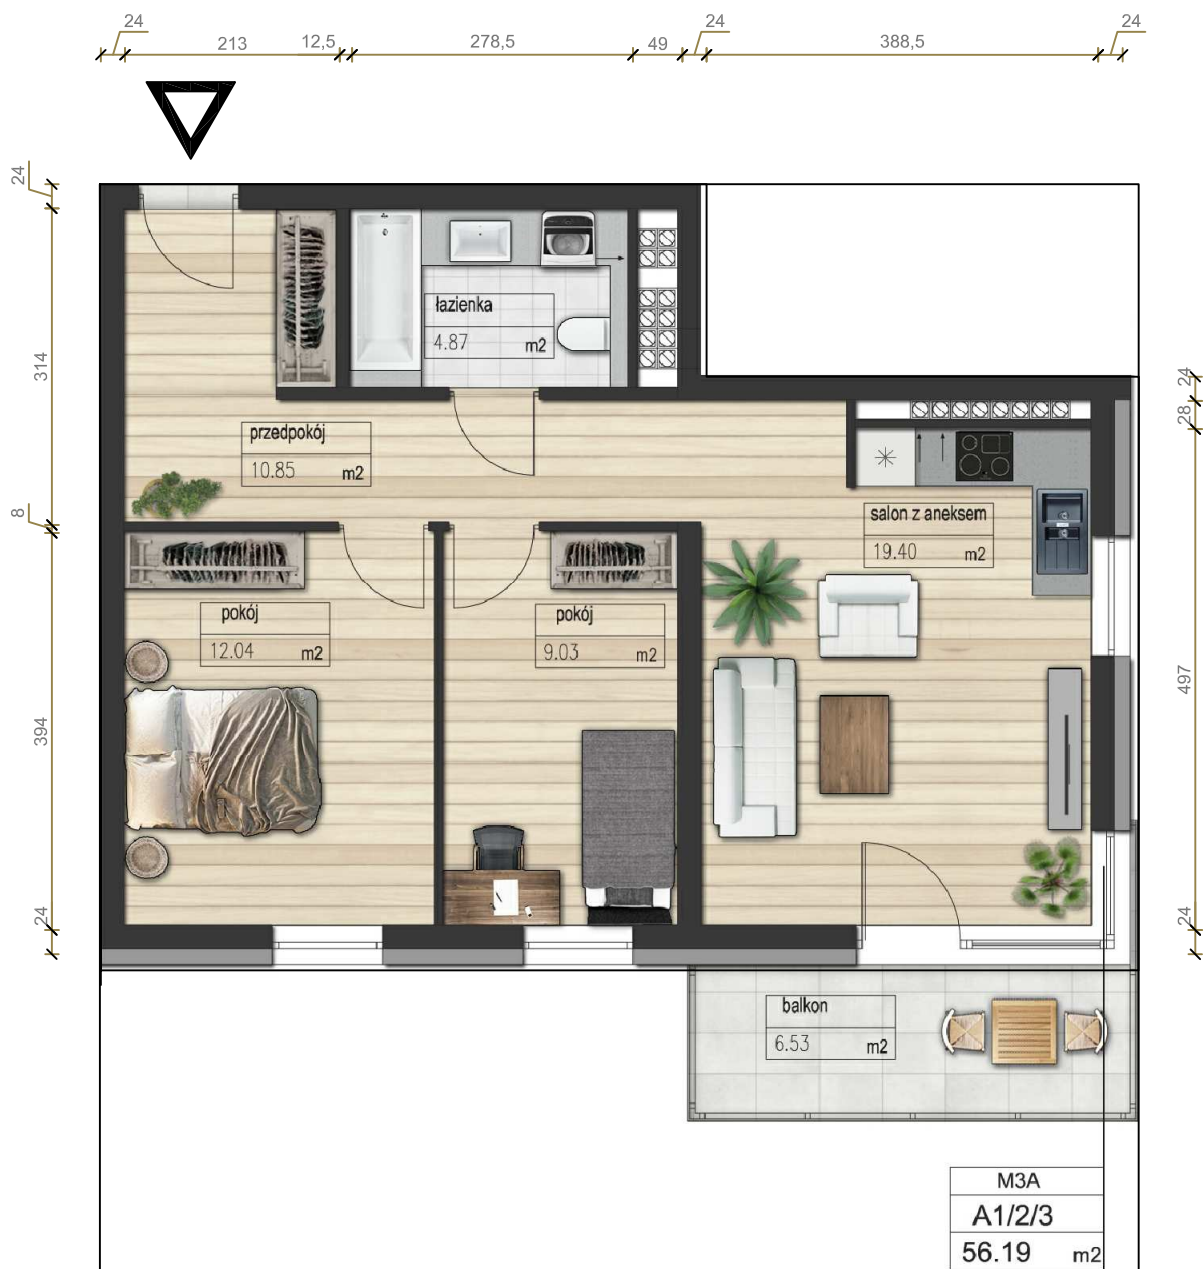 24
24
24
213
12,5
278,5
49
388,5
24
314
8
394
24
24
28
497
24
łazienka
4.87 m2
przedpokój
10.85 m2
salon z aneksem
19.40 m2
pokój
12.04 m2
pokój
9.03 m2
balkon
6.53 m2
M3A
A1/2/3
56.19 m2